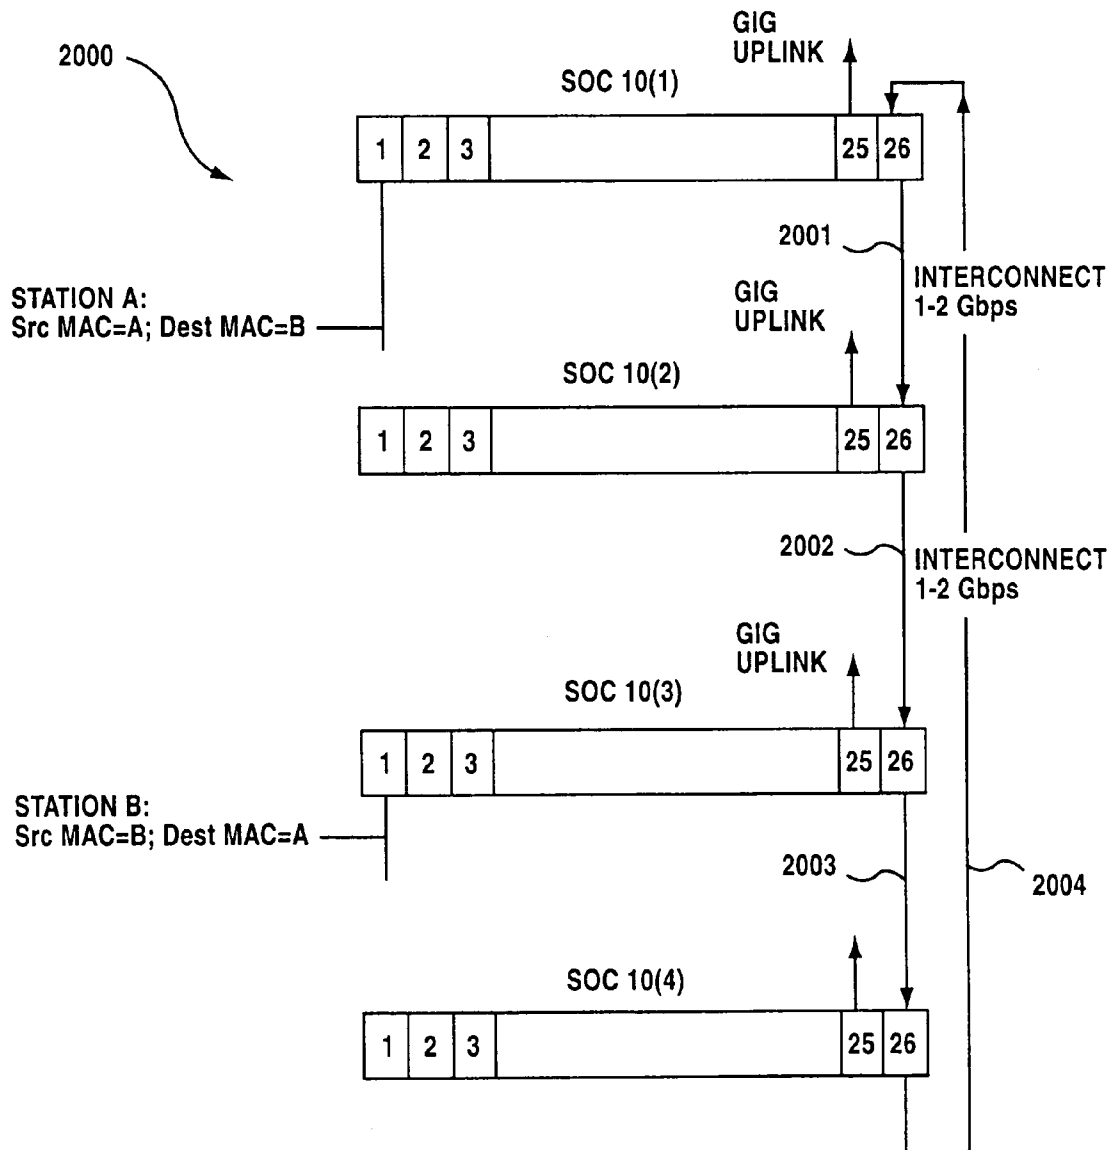 2000
GIG
UPLINK
SOC 10(1)
1 2 3 25 26
2001
INTERCONNECT
1-2 Gbps
STATION A:
Src MAC=A; Dest MAC=B
GIG
UPLINK
SOC 10(2)
1 2 3 25 26
2002
INTERCONNECT
1-2 Gbps
GIG
UPLINK
SOC 10(3)
1 2 3 25 26
STATION B:
Src MAC=B; Dest MAC=A
2003
2004
SOC 10(4)
1 2 3 25 26